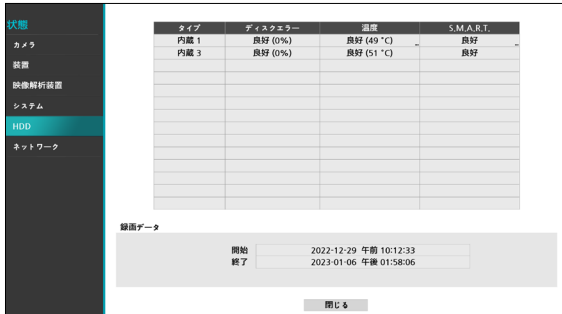 状態
カメラ
装置
映像解析装置
システム
HDD
ネットワーク
タイプ ディスクエラー 温度 S.M.A.R.T.
内蔵 1 良好 (0%) 良好 (49 °C) 良好
内蔵 3 良好 (0%) 良好 (51 °C) 良好
録画データ
開始 2022-12-29 午前 10:12:33
終了 2023-01-06 午後 01:58:06
閉じる